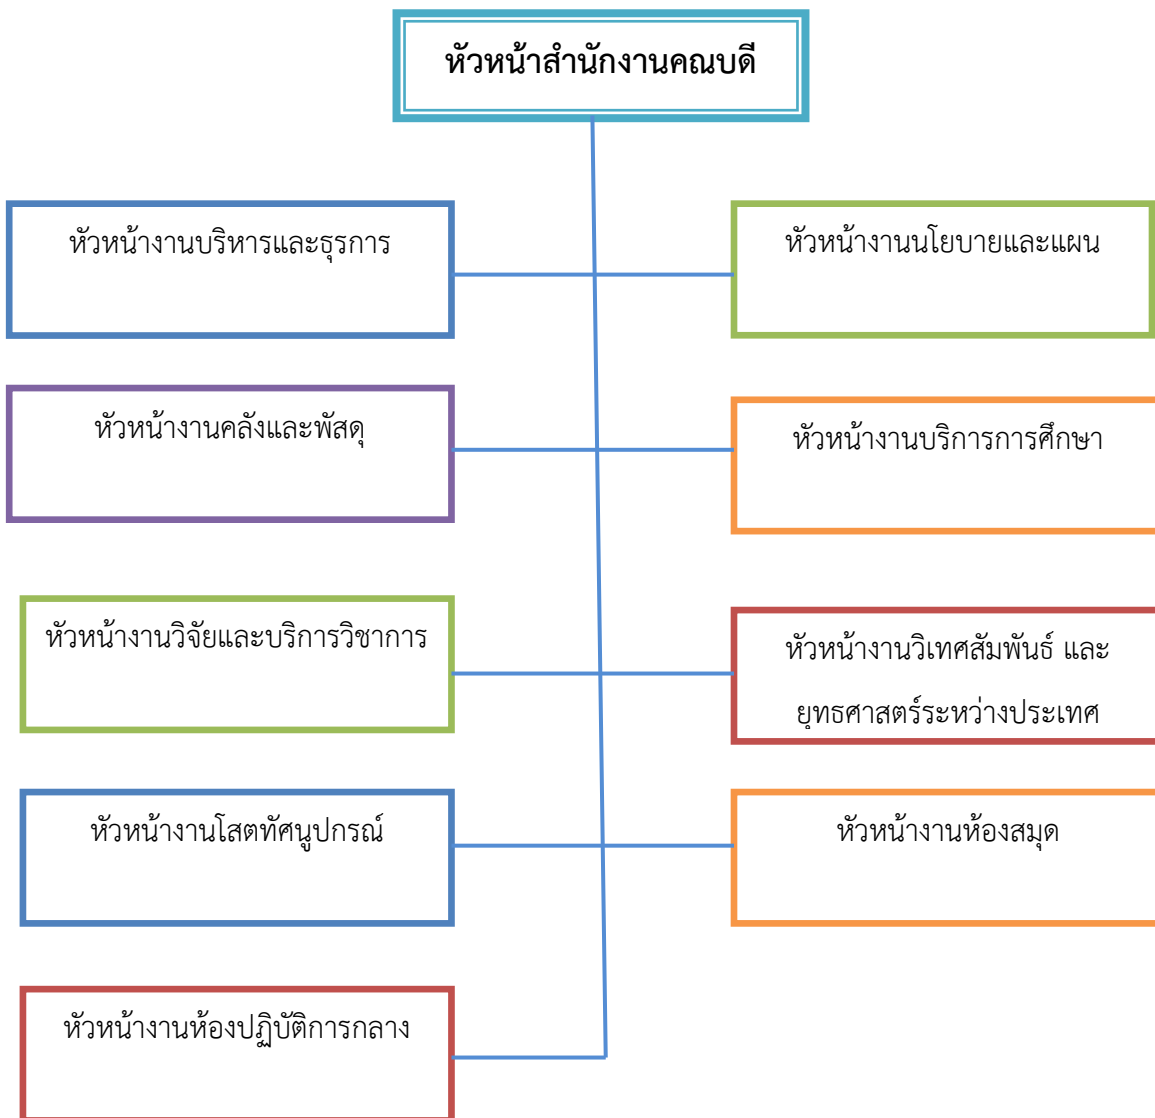 หัวหน้าสำนักงานคณบดี
หัวหน้างานบริหารและธุรการ
หัวหน้างานนโยบายและแผน
หัวหน้างานคลังและพัสดุ
หัวหน้างานบริการการศึกษา
หัวหน้างานวิจัยและบริการวิชาการ
หัวหน้างานวิเทศสัมพันธ์ และ
ยุทธศาสตร์ระหว่างประเทศ
หัวหน้างานโสตทัศนูปกรณ์
หัวหน้างานห้องสมุด
หัวหน้างานห้องปฏิบัติการกลาง